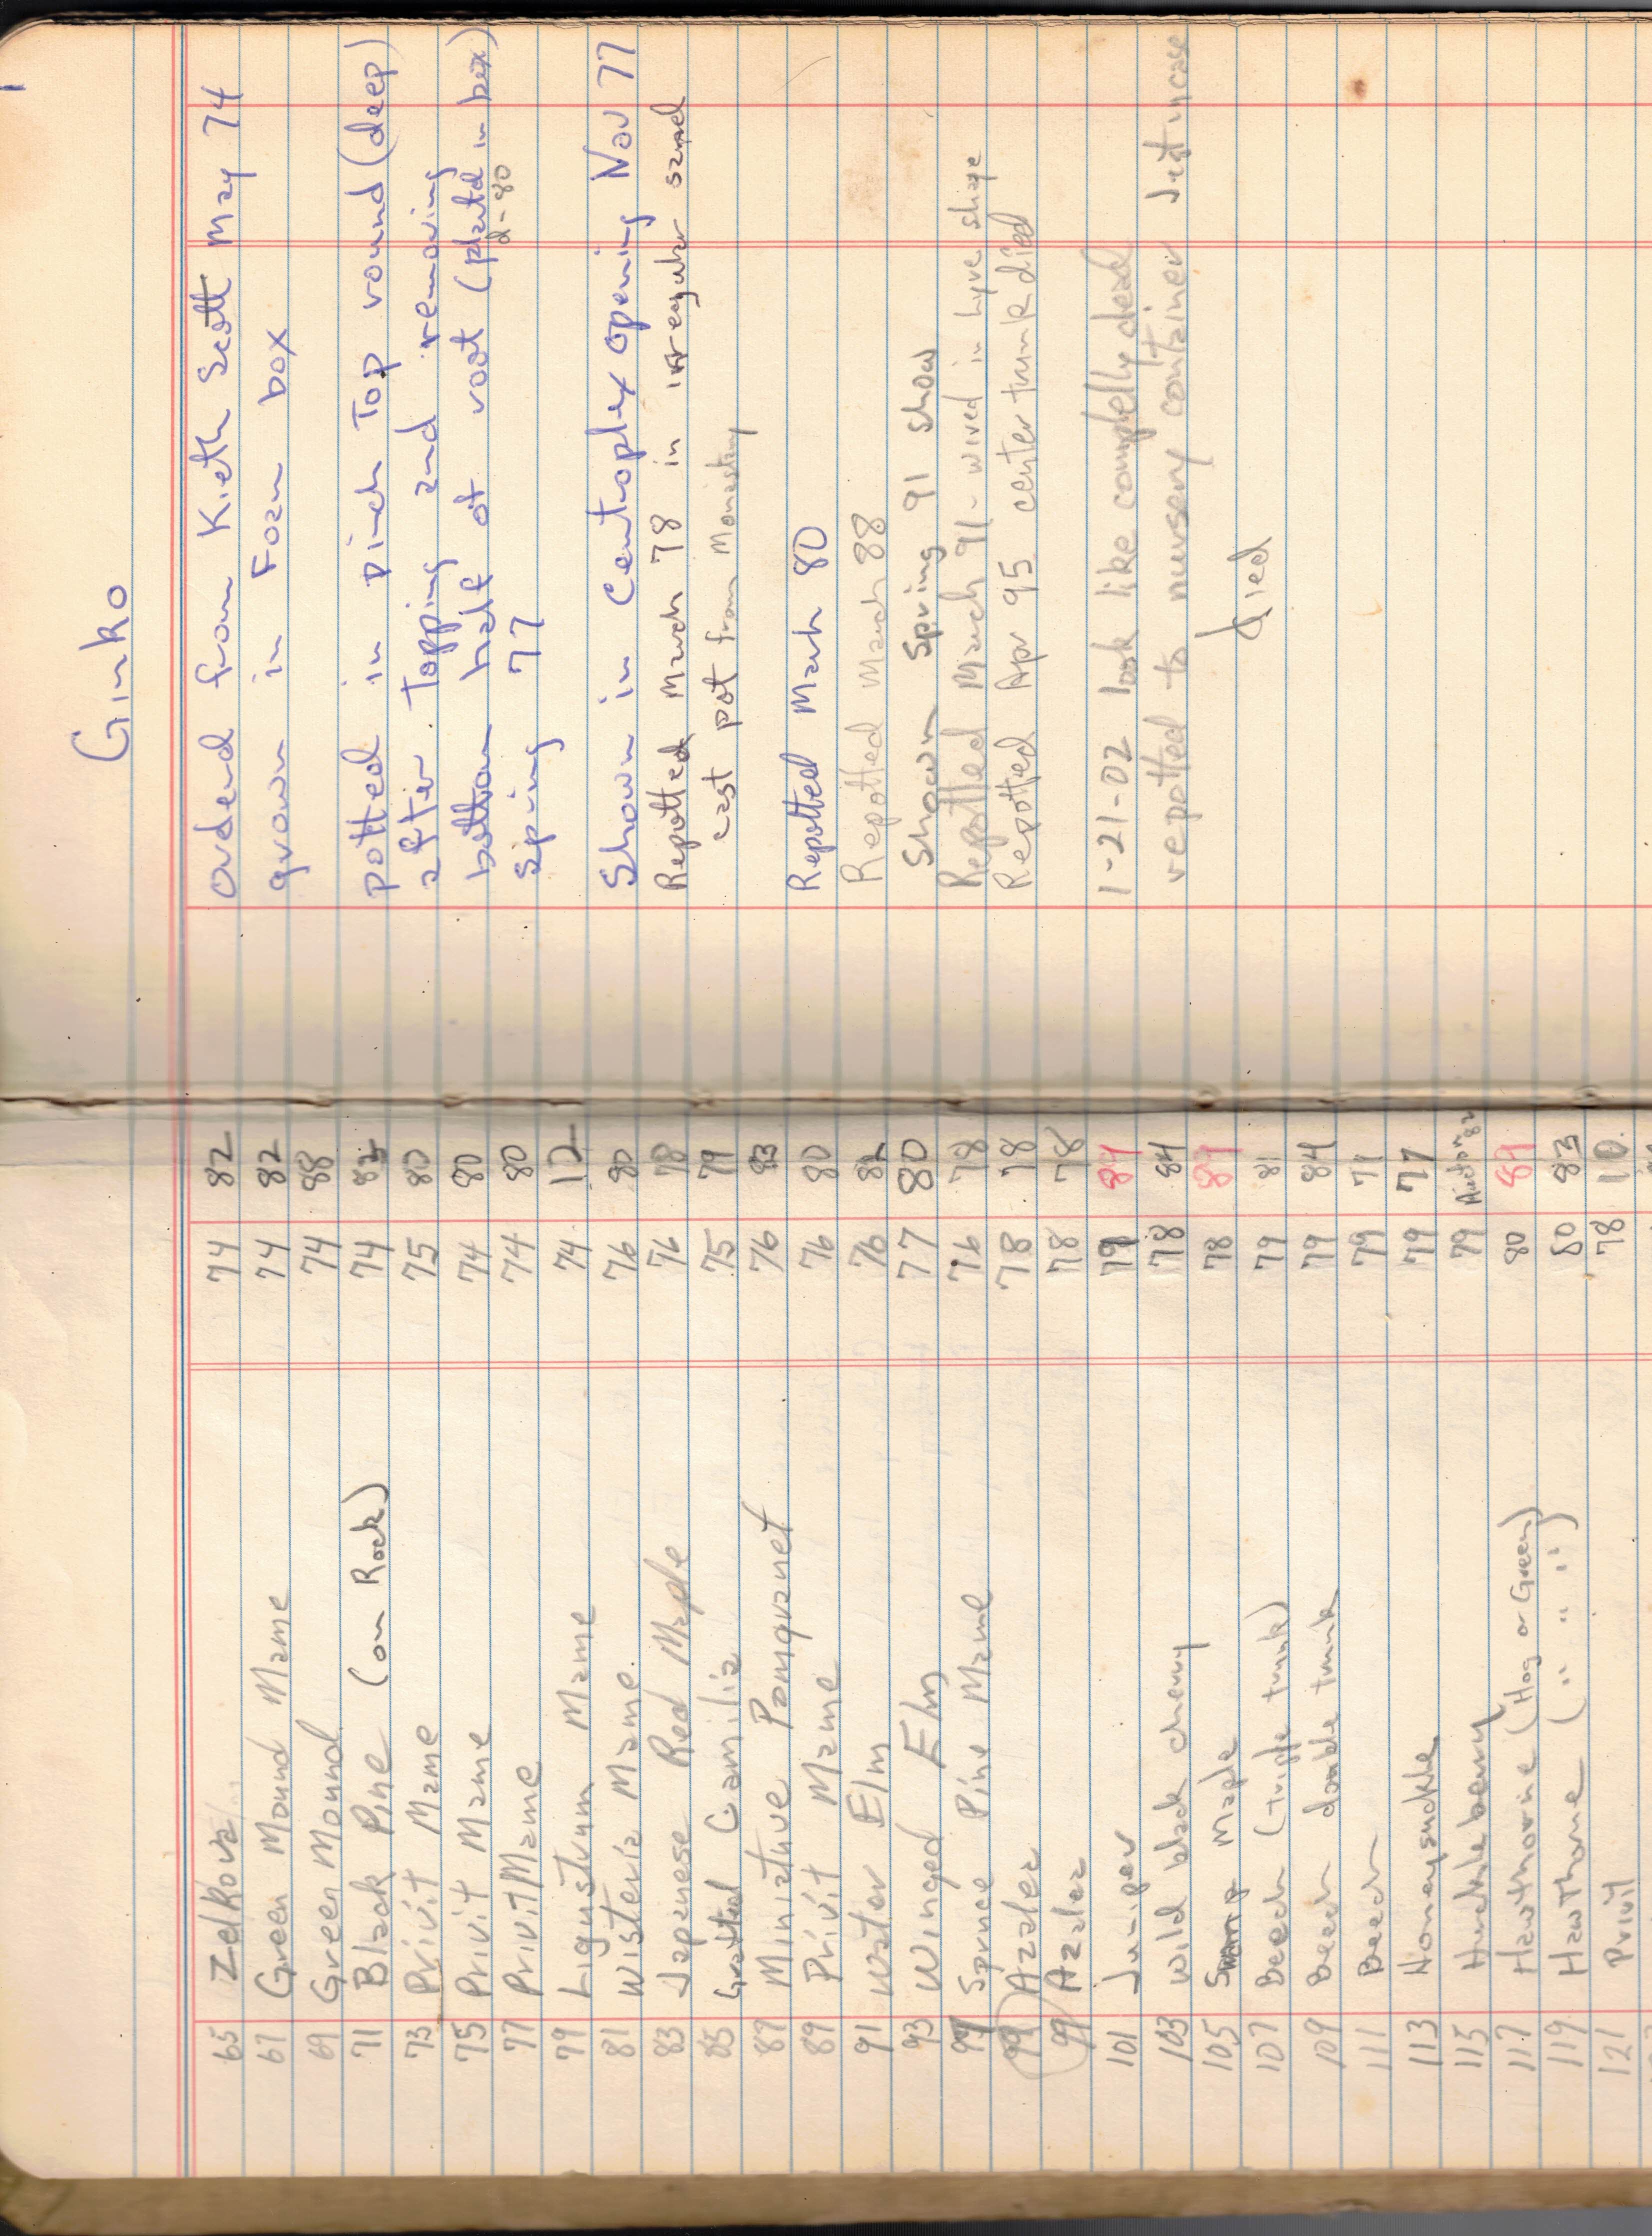 65 Zelkova 74 82
67 Green Mound Mame 74 82
69 Green Mound 74 88
71 Black Pine (on Rock) 74 82
73 Privit Mame 75 80
75 Privit Mame 74 80
77 Privit Mame 74 80
79 Ligustrum Mame 74 12
81 Wisteria Mame. 76 80
83 Japanese Red Maple 76 78
85 Grafted Camilia 75 79
87 Miniature Pomgranet 76 83
89 Privit Mame 76 80
91 Water Elm 76 82
93 Winged Elm 77 80
Spruce Pine Mame 76 78
99 Azalea 78 78
99 Azalea 78 78
101 Juniper 79 89
103 Wild black cherry 78 84
105 Swamp Maple 78 89
107 Beech (triple trunk) 79 81
109 Beech double trunk 79 84
111 Beech 79 71
113 Honeysuckle 79 77
115 Huckleberry 79 Auction 82
117 Hawthorne (Hog or Green) 80 89
119 Hawthorne ( " " " ) 80 83
121 Privit 78 10.
1
Ginko
Orderd from Kieth Scott May 74
grown in Foam box
potted in pinch Top round (deep)
after Topping and removing
bottom half of root (planted in box)
d-80
Spring 77
Shown in Centroplex opening Nov 77
Repotted March 78 in irregular sand
cast pot from Monastary
Repotted March 80
Repotted March 88
Shown Spring 91 show
Repotted March 91 - wired in Lyre shape
Repotted Apr 95 center trunk died
1-21-02 look like completly dead
repotted to nursery container Just in case
died